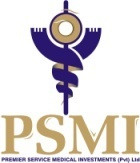 PSMI
PREMIER SERVICE MEDICAL INVESTMENTS (Pvt) Ltd